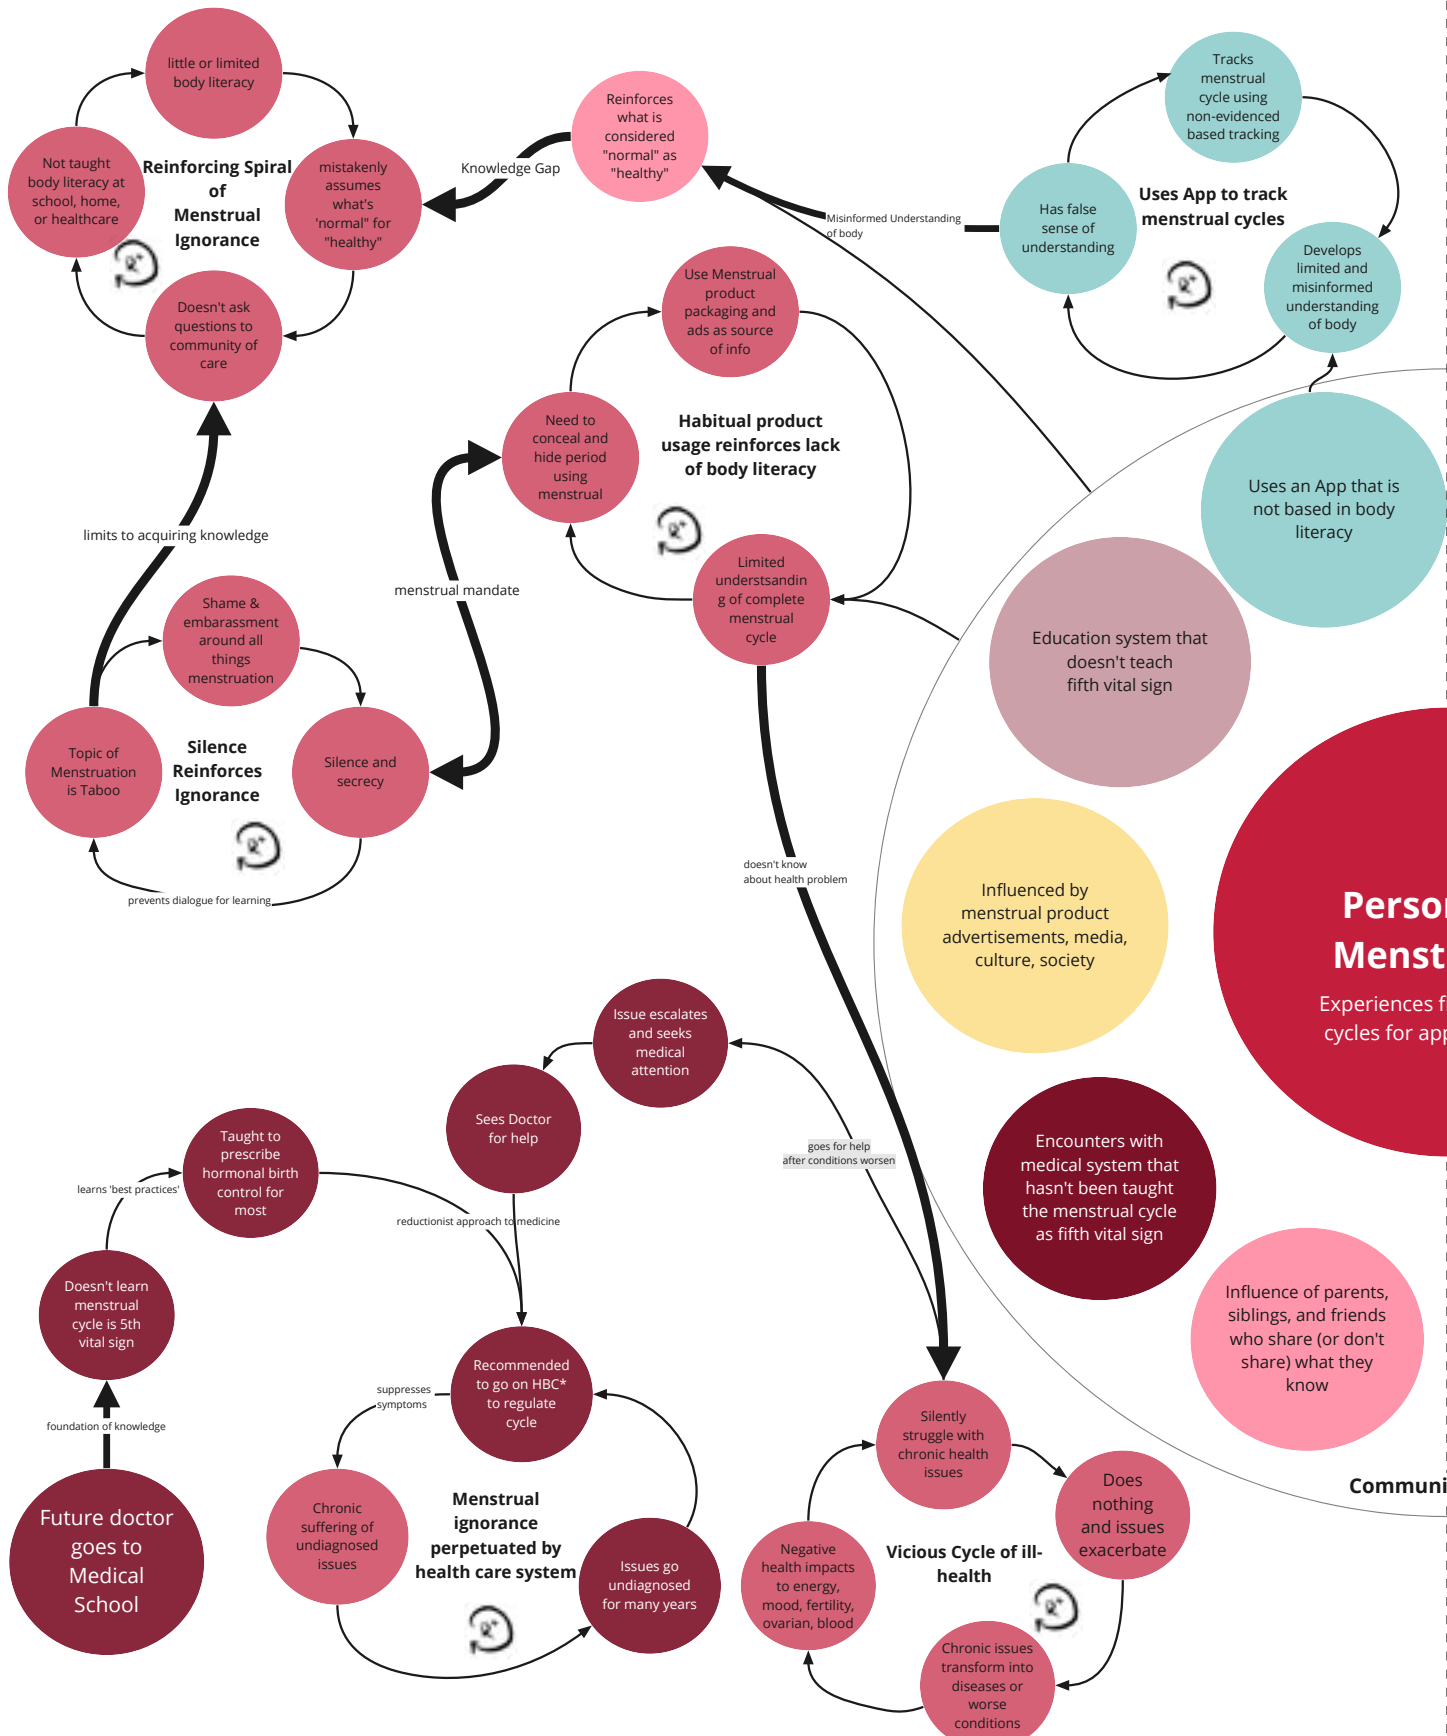 little or limited
body literacy
Not taught
body literacy at
school, home,
or healthcare
Reinforcing Spiral
of
Menstrual
Ignorance
mistakenly
assumes
what's
'normal" for
"healthy"
Doesn't ask
questions to
community of
care
R+
Knowledge Gap
Reinforces
what is
considered
"normal" as
"healthy"
Misinformed Understanding
of body
Tracks
menstrual
cycle using
non-evidenced
based tracking
Has false
sense of
understanding
Uses App to track
menstrual cycles
R+
Develops
limited and
misinformed
understanding
of body
Use Menstrual
product
packaging and
ads as source
of info
Need to
conceal and
hide period
using
menstrual
Habitual product
usage reinforces lack
of body literacy
R+
Limited
understsandin
g of complete
menstrual
cycle
limits to acquiring knowledge
menstrual mandate
Shame &
embarassment
around all
things
menstruation
Topic of
Menstruation
is Taboo
Silence
Reinforces
Ignorance
Silence and
secrecy
R+
prevents dialogue for learning
doesn't know
about health problem
Uses an App that is
not based in body
literacy
Education system that
doesn't teach
fifth vital sign
Influenced by
menstrual product
advertisements, media,
culture, society
Menst
Experiences f
cycles for app
Encounters with
medical system that
hasn't been taught
the menstrual cycle
as fifth vital sign
Influence of parents,
siblings, and friends
who share (or don't
share) what they
know
Communi
Issue escalates
and seeks
medical
attention
Sees Doctor
for help
goes for help
after conditions worsen
Taught to
prescribe
hormonal birth
control for
most
learns 'best practices'
reductionist approach to medicine
Doesn't learn
menstrual
cycle is 5th
vital sign
foundation of knowledge
Future doctor
goes to
Medical
School
Recommended
to go on HBC*
to regulate
cycle
suppresses
symptoms
Chronic
suffering of
undiagnosed
issues
Menstrual
ignorance
perpetuated by
health care system
R+
Issues go
undiagnosed
for many years
Silently
struggle with
chronic health
issues
Does
nothing
and issues
exacerbate
Negative
health impacts
to energy,
mood, fertility,
ovarian, blood
Vicious Cycle of ill-
health
R+
Chronic issues
transform into
diseases or
worse
conditions